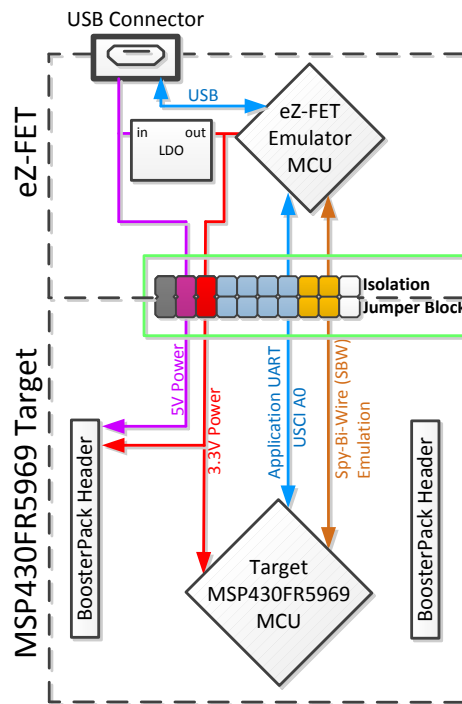 USB Connector
eZ-FET
USB
in
out
LDO
eZ-FET
Emulator
MCU
Isolation
Jumper Block
MSP430FR5969 Target
5V Power
3.3V Power
Application UART
USCI A0
Spy-Bi-Wire (SBW)
Emulation
BoosterPack Header
BoosterPack Header
Target
MSP430FR5969
MCU